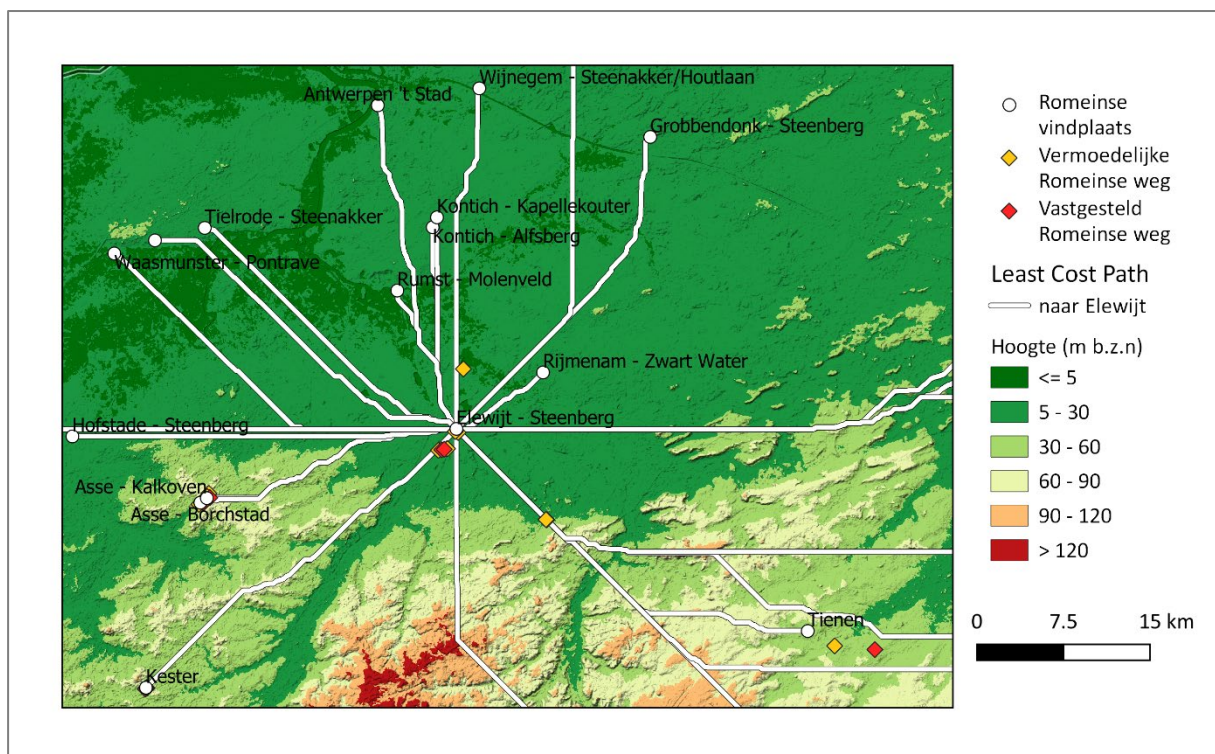 Wijnegem - Steenakker/Houtlaan
Antwerpen 't Stad
Grobbendonk - Steenberg
Kontich - Kapellekouter
Tielrode - Steenakker
Kontich - Alfsberg
Waasmunster - Pontrave
Rumst - Molenveld
Rijmenam - Zwart Water
Elewijt - Steenberg
Hofstade - Steenberg
Asse - Kalkoven
Asse - Borchstad
Tienen
Kester
Romeinse
vindplaats
Vermoedelijke
Romeinse weg
Vastgesteld
Romeinse weg
Least Cost Path
naar Elewijt
Hoogte (m b.z.n)
<= 5
5 - 30
30 - 60
60 - 90
90 - 120
> 120
0 7.5 15 km